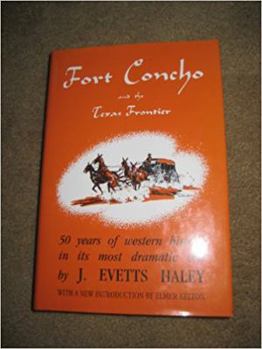 Fort Concho
and the
Texas Frontier
50 years of western
in its most dramatic
by J. EVETTS HALEY
WITH A NEW INTRODUCTION BY ELMER KELTON